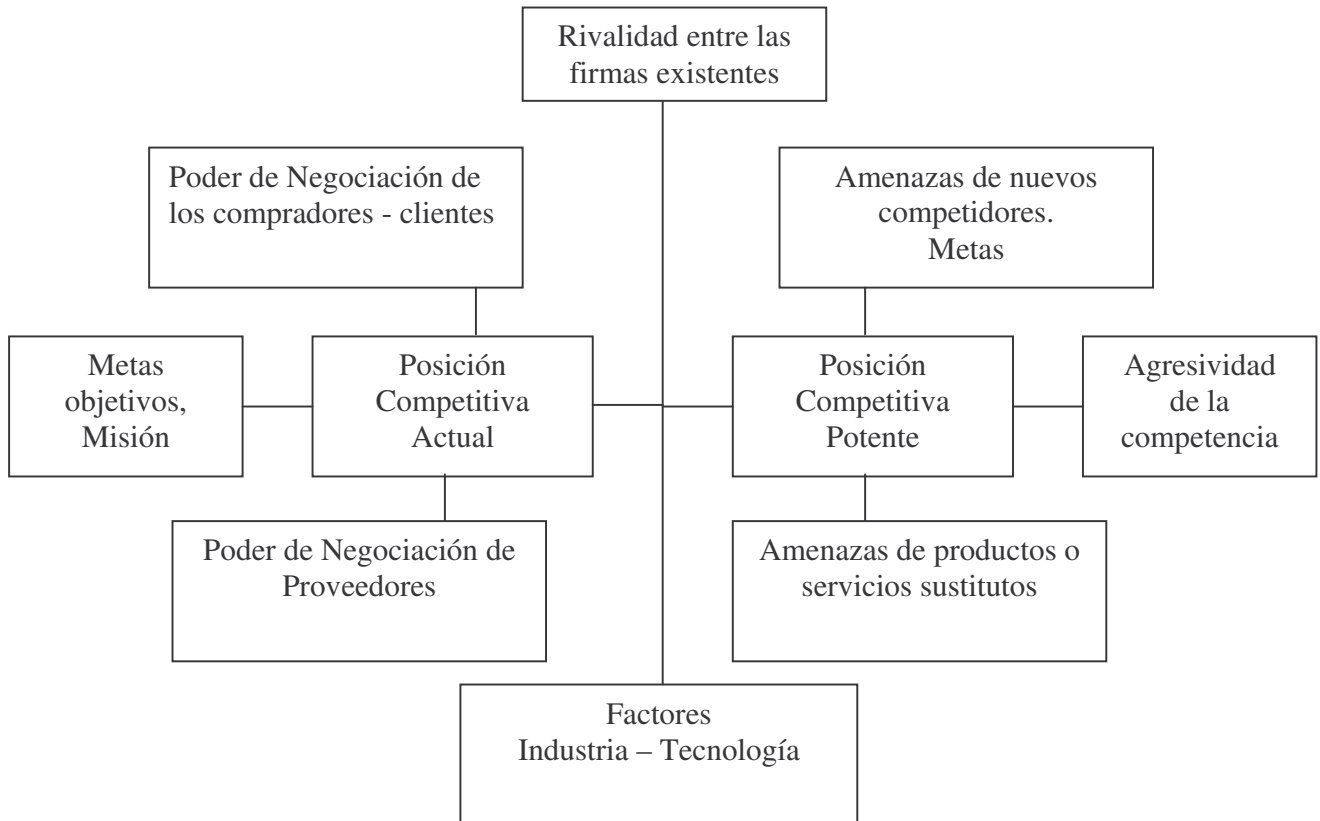 Rivalidad entre las
firmas existentes
Poder de Negociación de
los compradores - clientes
Amenazas de nuevos
competidores.
Metas
Metas
objetivos,
Misión
Posición
Competitiva
Actual
Posición
Competitiva
Potente
Agresividad
de la
competencia
Poder de Negociación de
Proveedores
Amenazas de productos o
servicios sustitutos
Factores
Industria – Tecnología